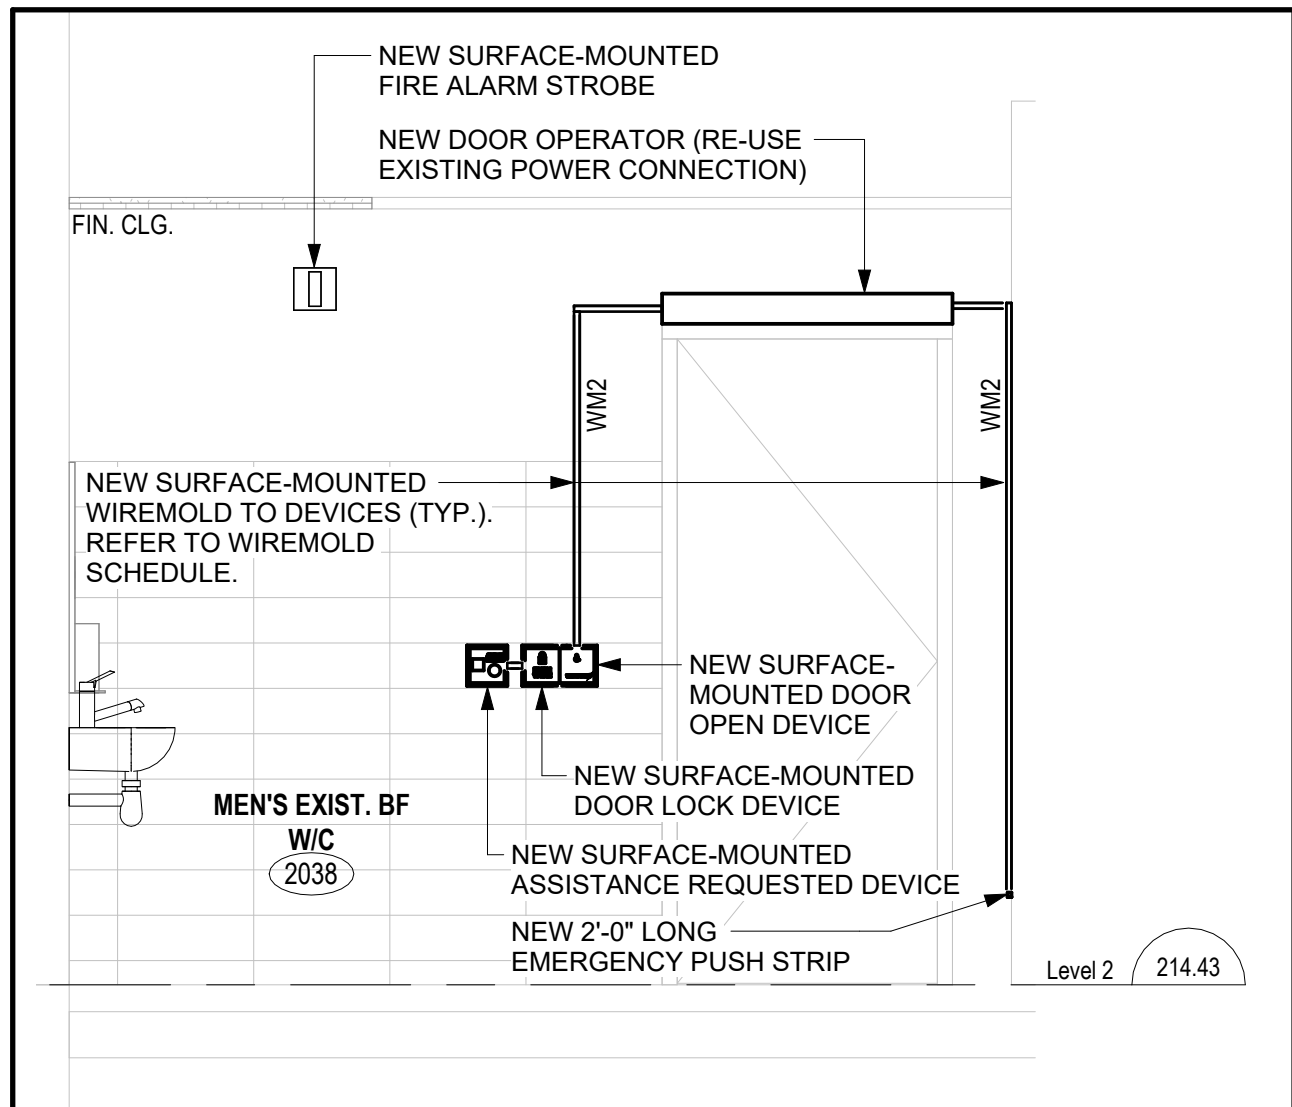 NEW SURFACE-MOUNTED
FIRE ALARM STROBE
NEW DOOR OPERATOR (RE-USE
EXISTING POWER CONNECTION)
FIN. CLG.
WM2
WM2
NEW SURFACE-MOUNTED
WIREMOLD TO DEVICES (TYP.).
REFER TO WIREMOLD
SCHEDULE.
NEW SURFACE-
MOUNTED DOOR
OPEN DEVICE
NEW SURFACE-MOUNTED
DOOR LOCK DEVICE
MEN'S EXIST. BF
W/C
2038
NEW SURFACE-MOUNTED
ASSISTANCE REQUESTED DEVICE
NEW 2'-0" LONG
EMERGENCY PUSH STRIP
Level 2
214.43